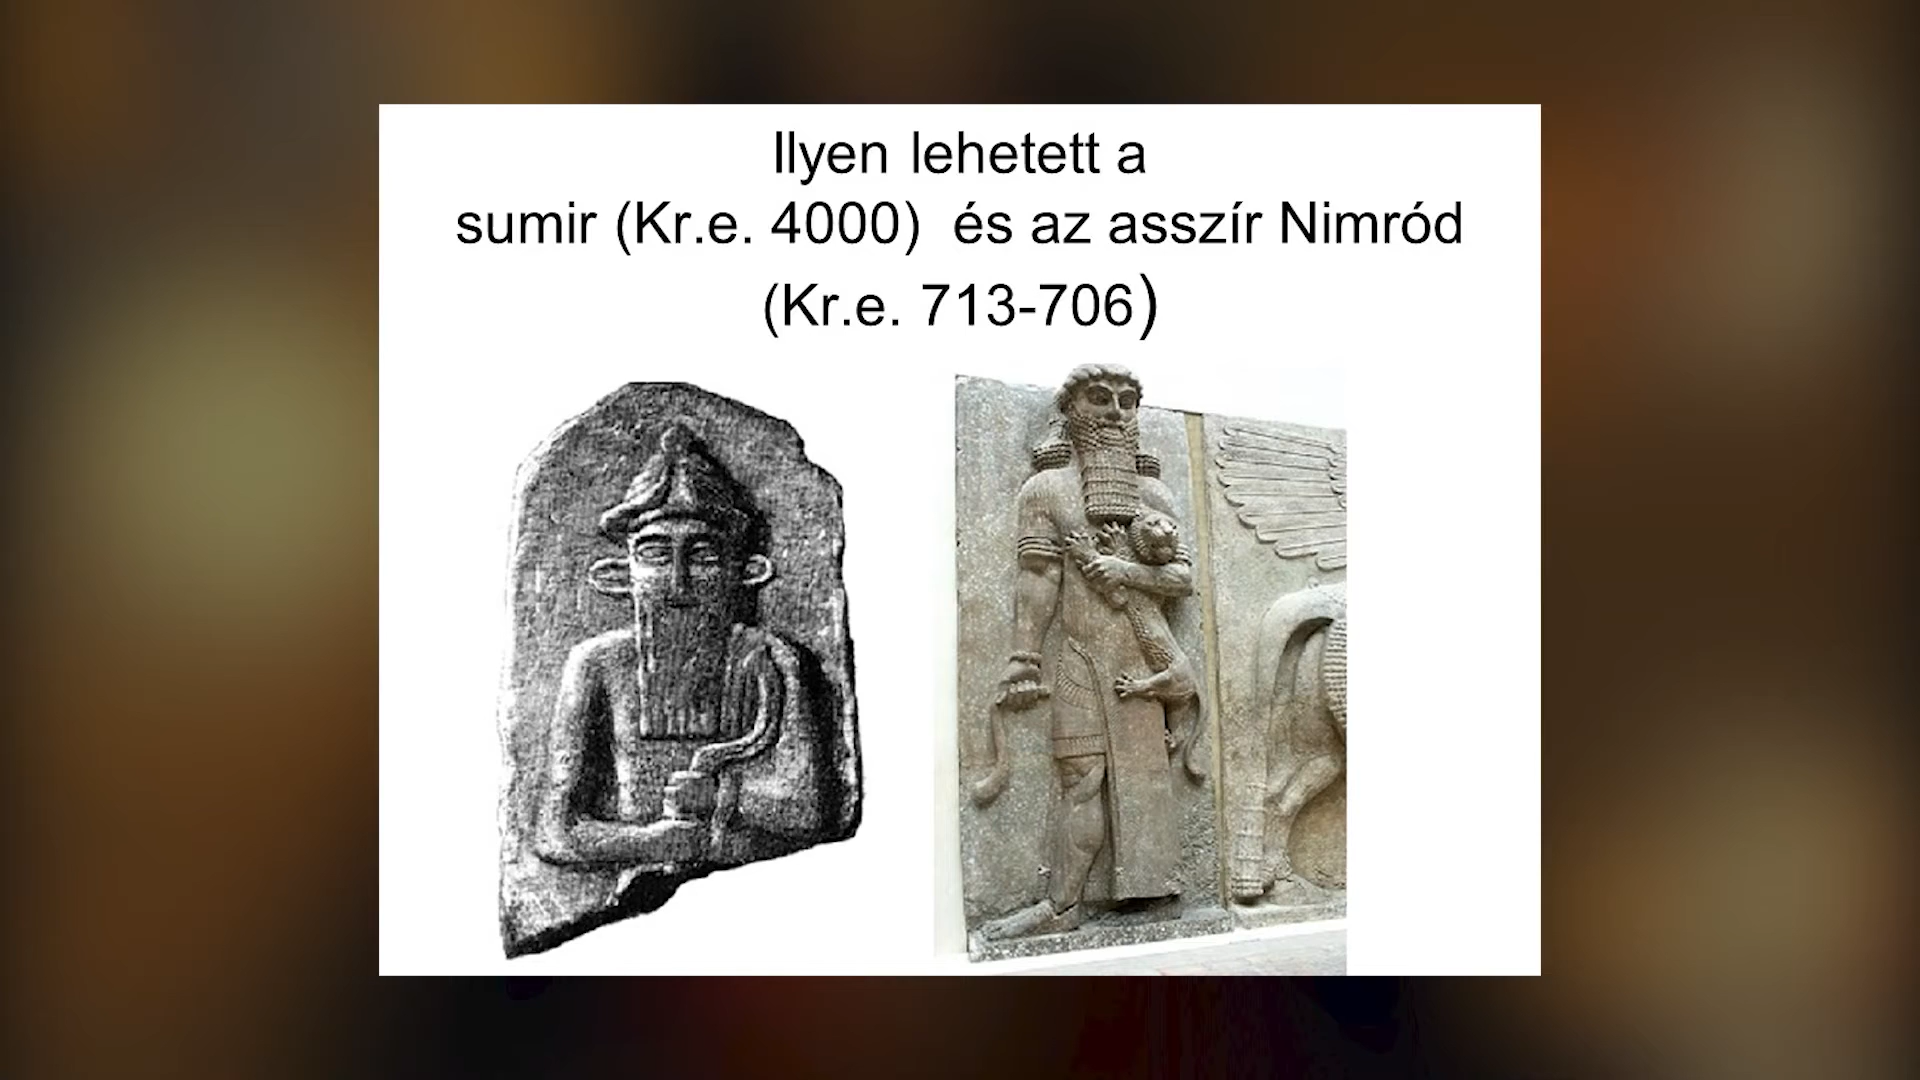 Ilyen lehetett a
sumir (Kr.e. 4000) és az asszír Nimród
(Kr.e. 713-706)